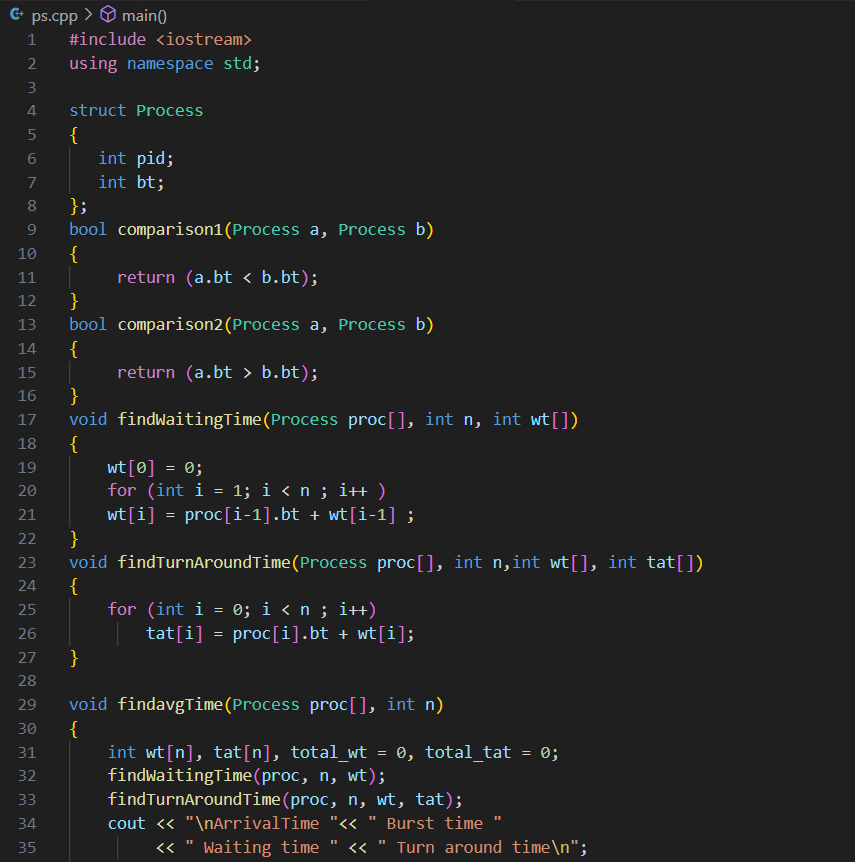 ps.cpp > main()
1 #include <iostream>
2 using namespace std;
3
4 struct Process
5 {
6    int pid;
7    int bt;
8 };
9 bool comparison1(Process a, Process b)
10 {
11      return (a.bt < b.bt);
12 }
13 bool comparison2(Process a, Process b)
14 {
15      return (a.bt > b.bt);
16 }
17 void findWaitingTime(Process proc[], int n, int wt[])
18 {
19     wt[0] = 0;
20     for (int i = 1; i < n ; i++ )
21     wt[i] = proc[i-1].bt + wt[i-1] ;
22 }
23 void findTurnAroundTime(Process proc[], int n,int wt[], int tat[])
24 {
25     for (int i = 0; i < n ; i++)
26         tat[i] = proc[i].bt + wt[i];
27 }
28
29 void findavgTime(Process proc[], int n)
30 {
31     int wt[n], tat[n], total_wt = 0, total_tat = 0;
32     findWaitingTime(proc, n, wt);
33     findTurnAroundTime(proc, n, wt, tat);
34     cout << "\nArrivalTime "<< " Burst time "
35          << " Waiting time " << " Turn around time\n";